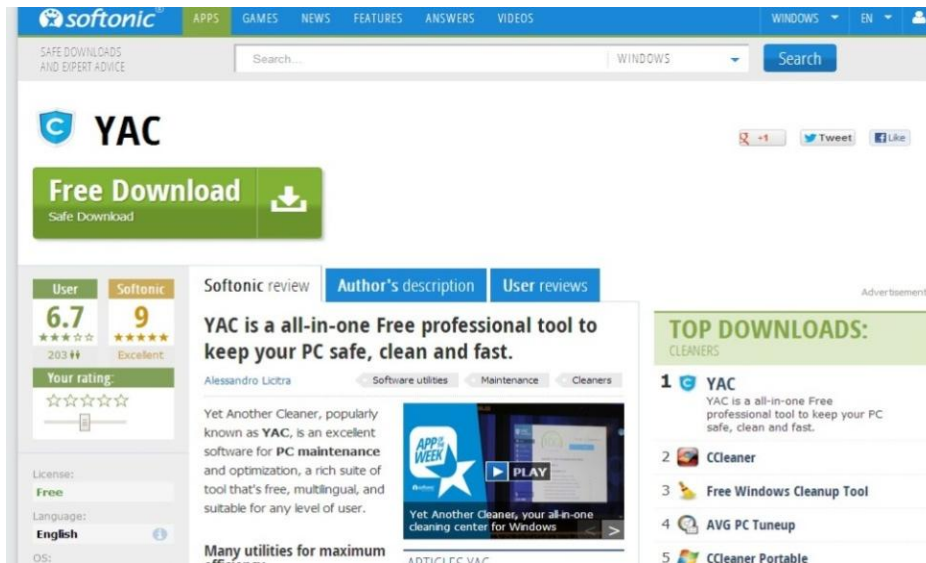 softonic
APPS GAMES NEWS FEATURES ANSWERS VIDEOS WINDOWS EN
SAFE DOWNLOADS
AND EXPERT ADVICE
Search... WINDOWS Search
YAC
+1 Tweet Like
Free Download
Safe Download
User Softonic
6.7 9
203 Excellent
Your rating:
License:
Free
Language:
English
OS:
Softonic review Author's description User reviews
YAC is a all-in-one Free professional tool to
keep your PC safe, clean and fast.
Alessandro Licitra Software utilities Maintenance Cleaners
Yet Another Cleaner, popularly
known as YAC, is an excellent
software for PC maintenance
and optimization, a rich suite of
tool that's free, multilingual, and
suitable for any level of user.
Many utilities for maximum
efficiency
APP OF THE
WEEK
PLAY
Yet Another Cleaner, your all-in-one
cleaning center for Windows
ARTICLES YAC
Advertisement
TOP DOWNLOADS:
CLEANERS
1 YAC
YAC is a all-in-one Free
professional tool to keep your PC
safe, clean and fast.
2 CCleaner
3 Free Windows Cleanup Tool
4 AVG PC Tuneup
5 CCleaner Portable